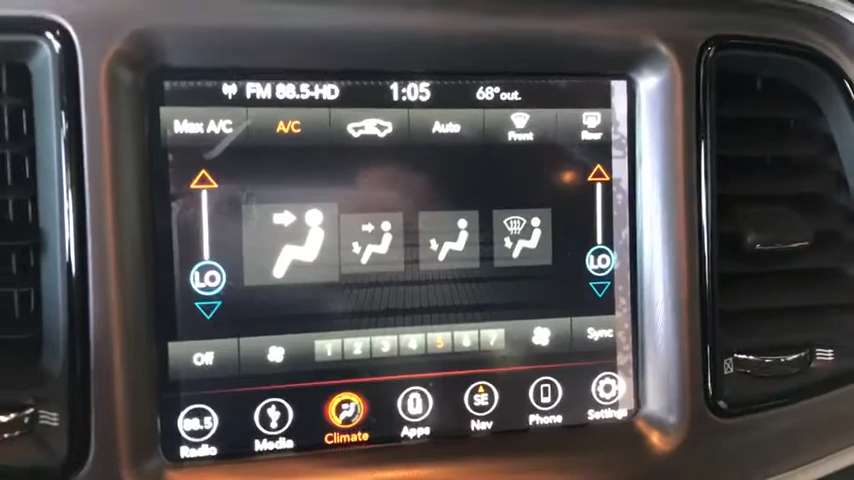 FM 88.5-HD 1:05 68°out.
Max A/C A/C Auto Front Rear
LO LO
Off 1 2 3 4 5 6 7 Sync
88.5 SE
Radio Media Climate Apps Nav Phone Settings